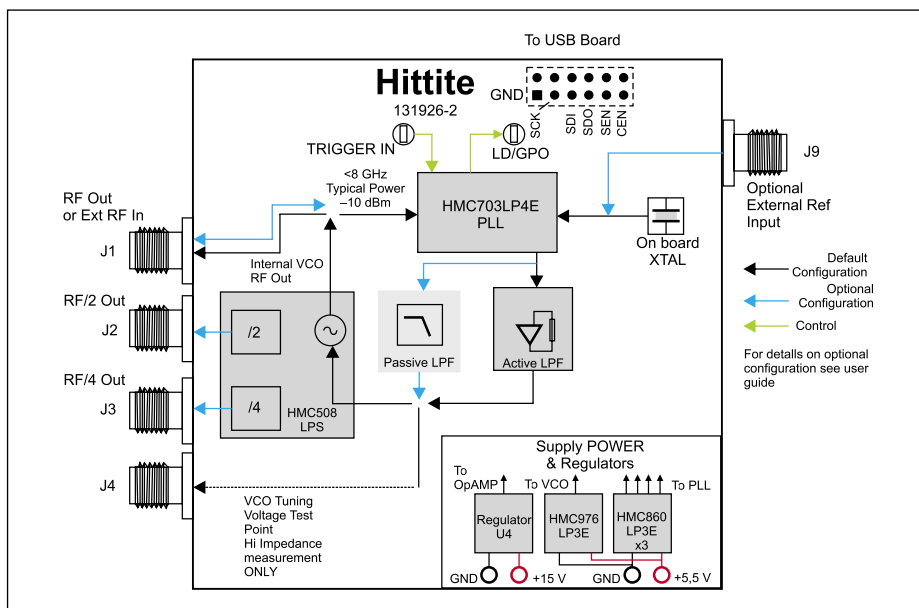 To USB Board
Hittite
131926-2
GND
SCK
SDI
SDO
SEN
CEN
TRIGGER IN
LD/GPO
J9
Optional
External Ref
Input
<8 GHz
Typical Power
–10 dBm
HMC703LP4E
PLL
On board
XTAL
RF Out
or Ext RF In
J1
Internal VCO
RF Out
RF/2 Out
J2
/2
RF/4 Out
J3
/4
HMC508
LPS
Passive LPF
Active LPF
Default
Configuration
Optional
Configuration
Control
For details on optional
configuration see user
guide
J4
VCO Tuning
Voltage Test
Point
Hi Impedance
measurement
ONLY
Supply POWER
& Regulators
To
OpAMP
To VCO
To PLL
Regulator
U4
HMC976
LP3E
HMC860
LP3E
x3
GND
+15 V
GND
+5,5 V